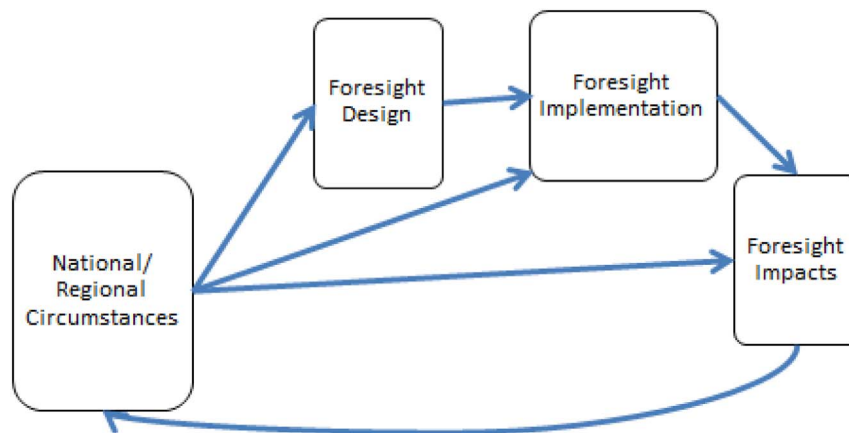 Foresight
Design
Foresight
Implementation
National/
Regional
Circumstances
Foresight
Impacts